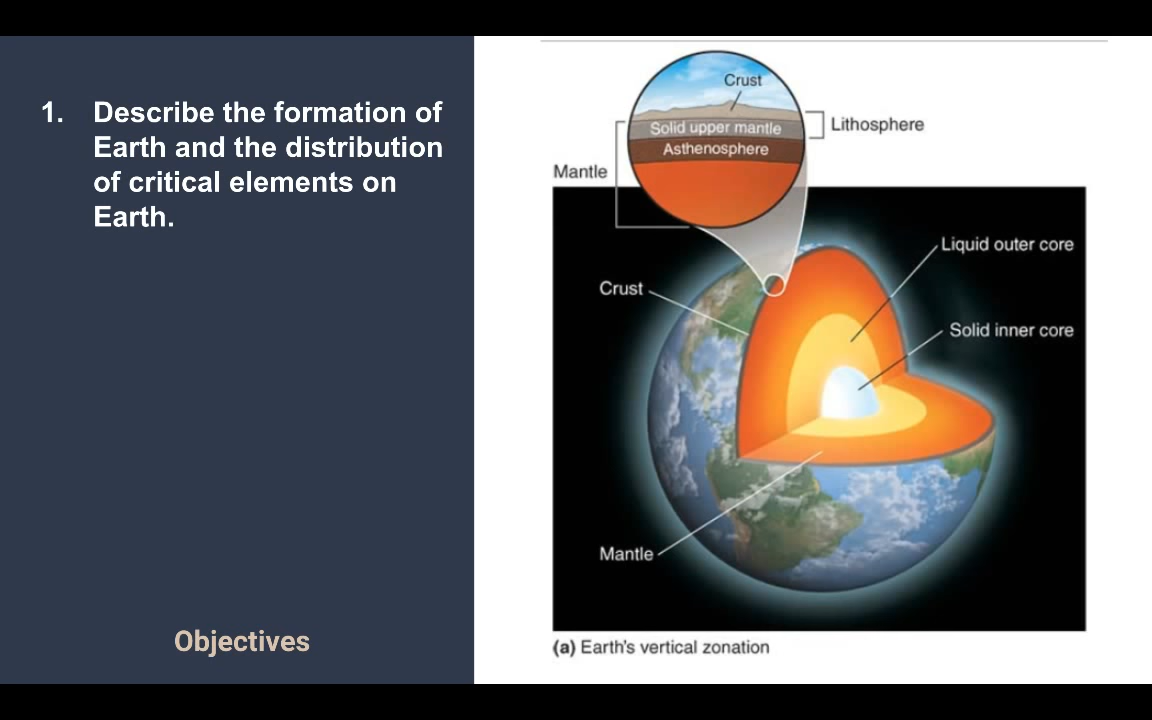 1. Describe the formation of
Earth and the distribution
of critical elements on
Earth.
Objectives
Crust
Solid upper mantle
Asthenosphere
Lithosphere
Mantle
Liquid outer core
Crust
Solid inner core
Mantle
(a) Earth's vertical zonation